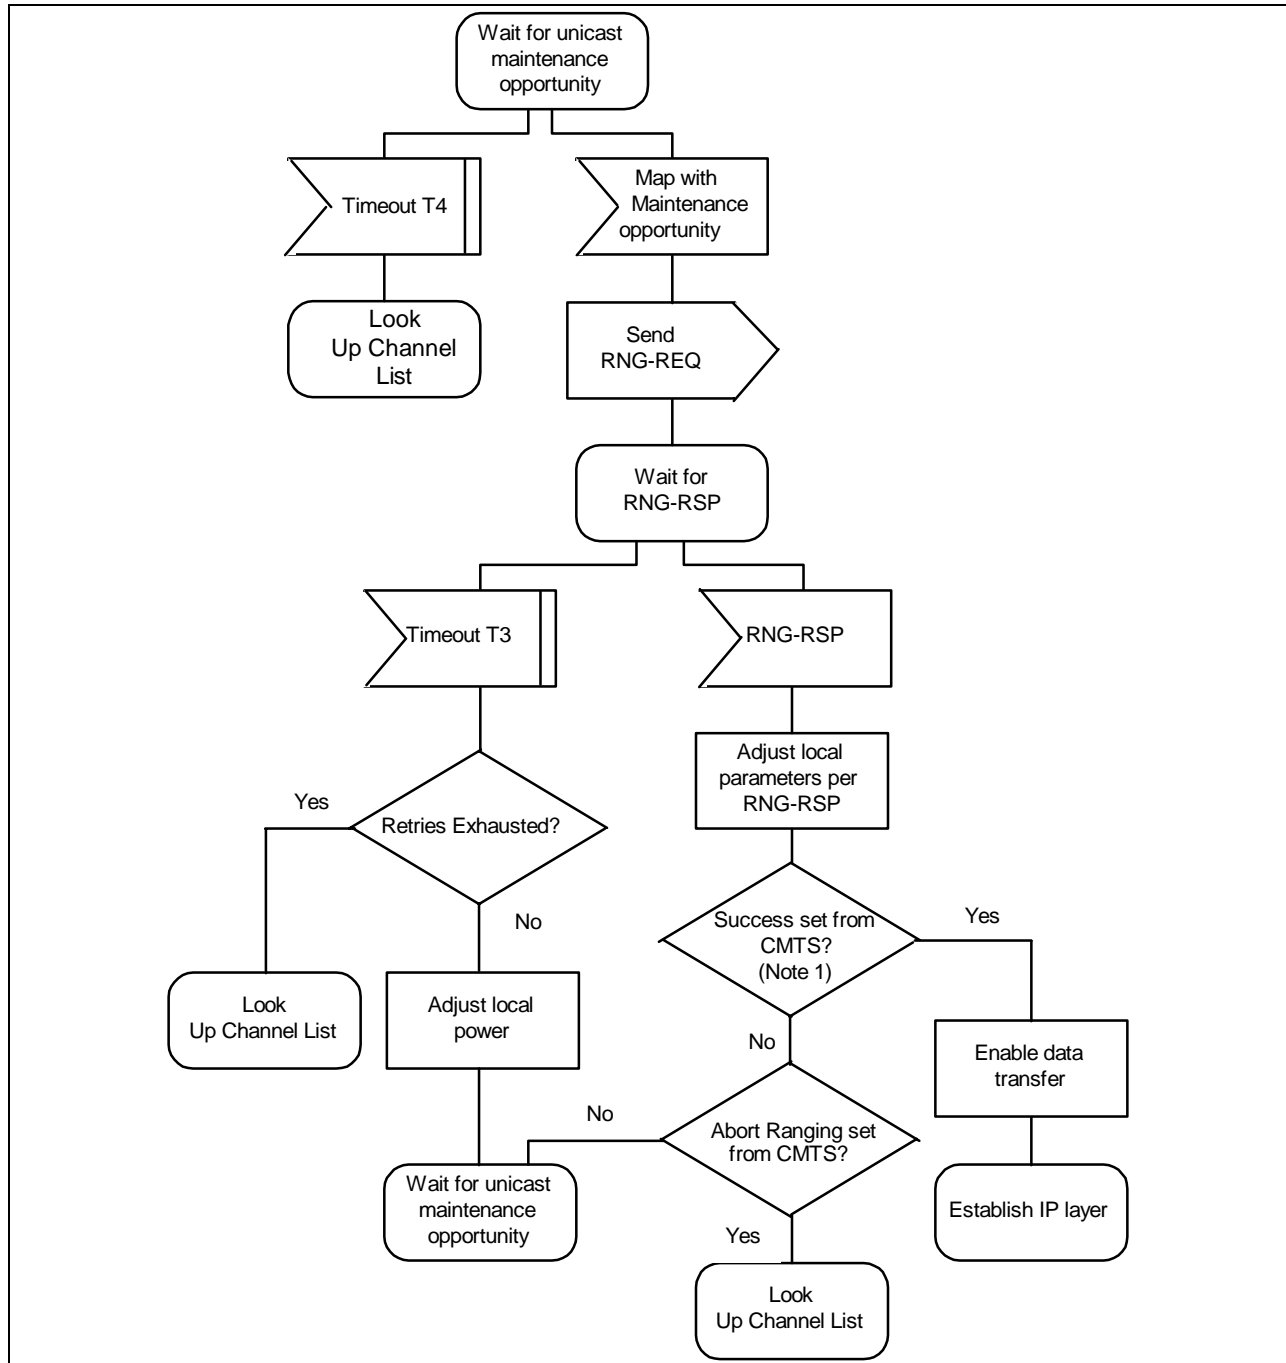 Wait for unicast
maintenance
opportunity
Timeout T4
Map with
Maintenance
opportunity
Look
Up Channel
List
Send
RNG-REQ
Wait for
RNG-RSP
Timeout T3
RNG-RSP
Adjust local
parameters per
RNG-RSP
Yes
Retries Exhausted?
No
Success set from
CMTS?
(Note 1)
Yes
Look
Up Channel List
Adjust local
power
No
Enable data
transfer
No
Abort Ranging set
from CMTS?
Wait for unicast
maintenance
opportunity
Establish IP layer
Yes
Look
Up Channel List